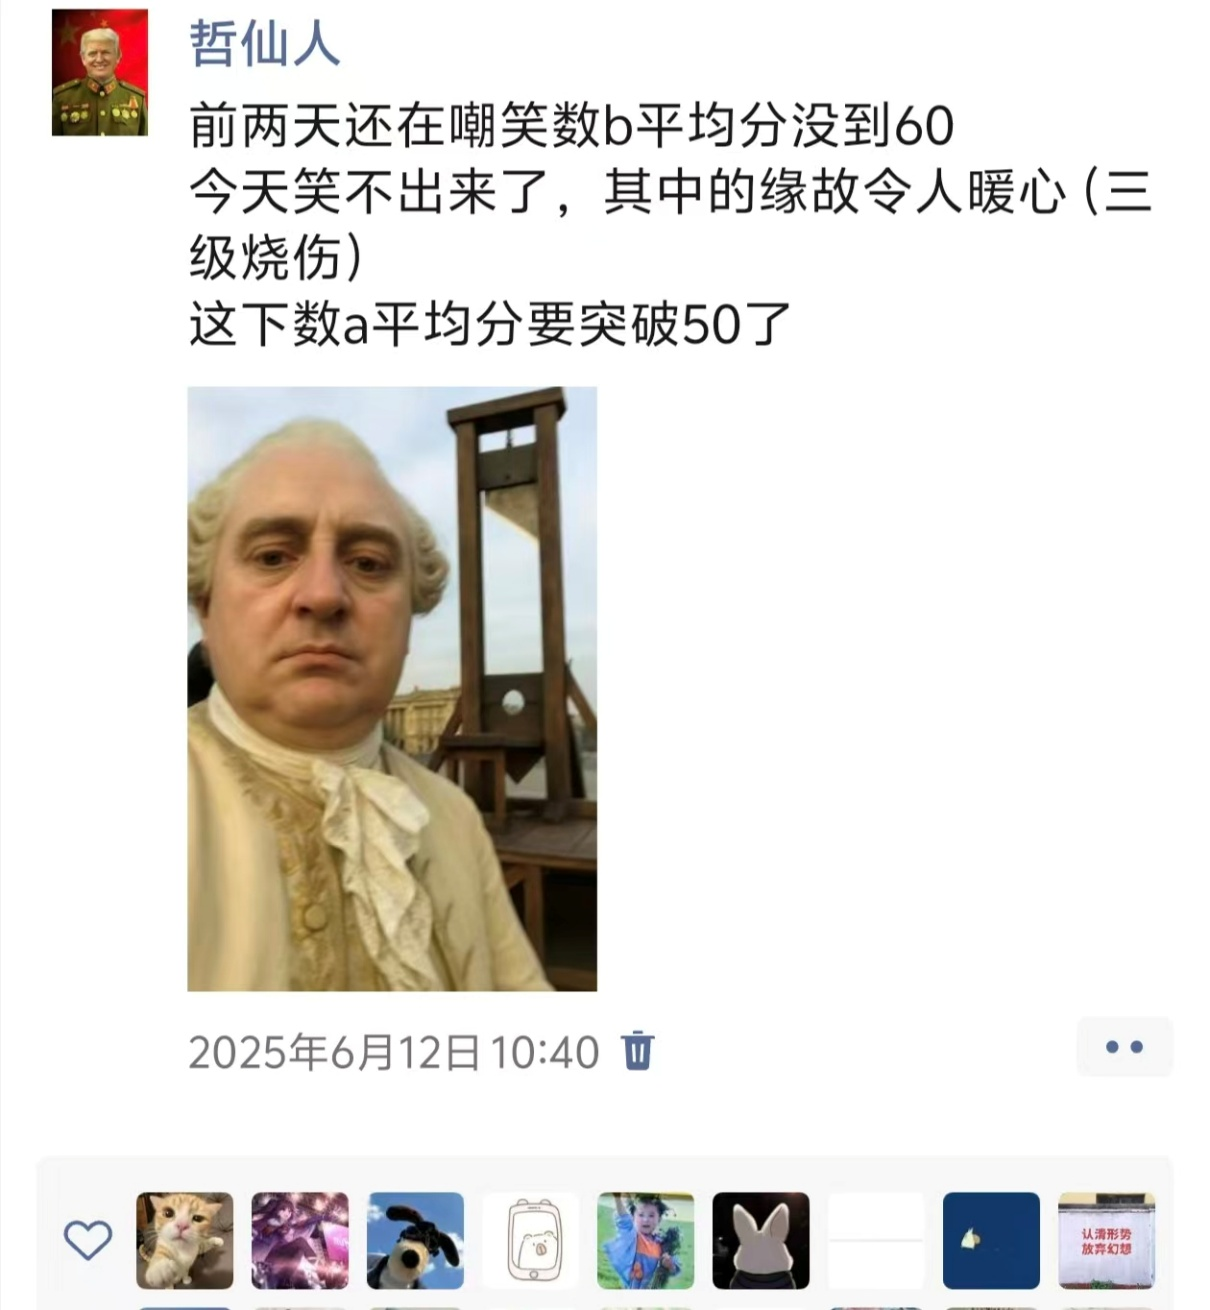 哲仙人
前两天还在嘲笑数b平均分没到60
今天笑不出来了，其中的缘故令人暖心（三
级烧伤）
这下数a平均分要突破50了
2025年6月12日 10:40
认清形势
放弃幻想